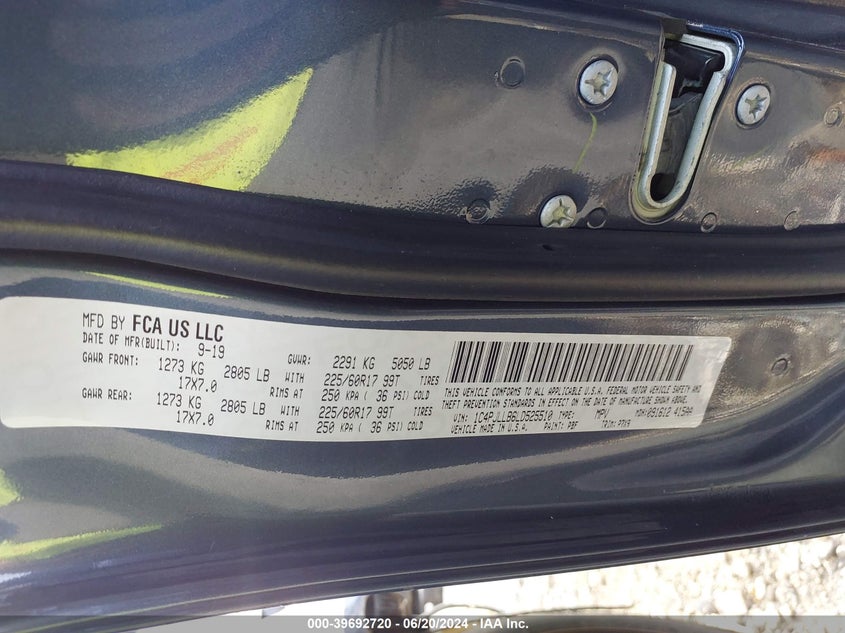 MFD BY FCA US LLC
DATE OF MFR(BUILT): 9-19 GVWR: 2291 KG 5050 LB
GAWR FRONT: 1273 KG 2805 LB WITH 225/60R17 99T TIRES
17X7.0 RIMS AT 250 KPA ( 36 PSI) COLD
GAWR REAR: 1273 KG 2805 LB WITH 225/60R17 99T TIRES
17X7.0 RIMS AT 250 KPA ( 36 PSI) COLD
THIS VEHICLE CONFORMS TO ALL APPLICABLE U.S.A. FEDERAL MOTOR VEHICLE SAFETY AND
THEFT PREVENTION STANDARDS IN EFFECT ON THE DATE OF MANUFACTURE SHOWN ABOVE.
VIN: 1C4PJLLB6LD525510 TYPE: MPV MDH:091612 415AA
VEHICLE MADE IN U.S.A. PAINT: PBF TRIM: P7X9
000-39692720 - 06/20/2024 - IAA Inc.